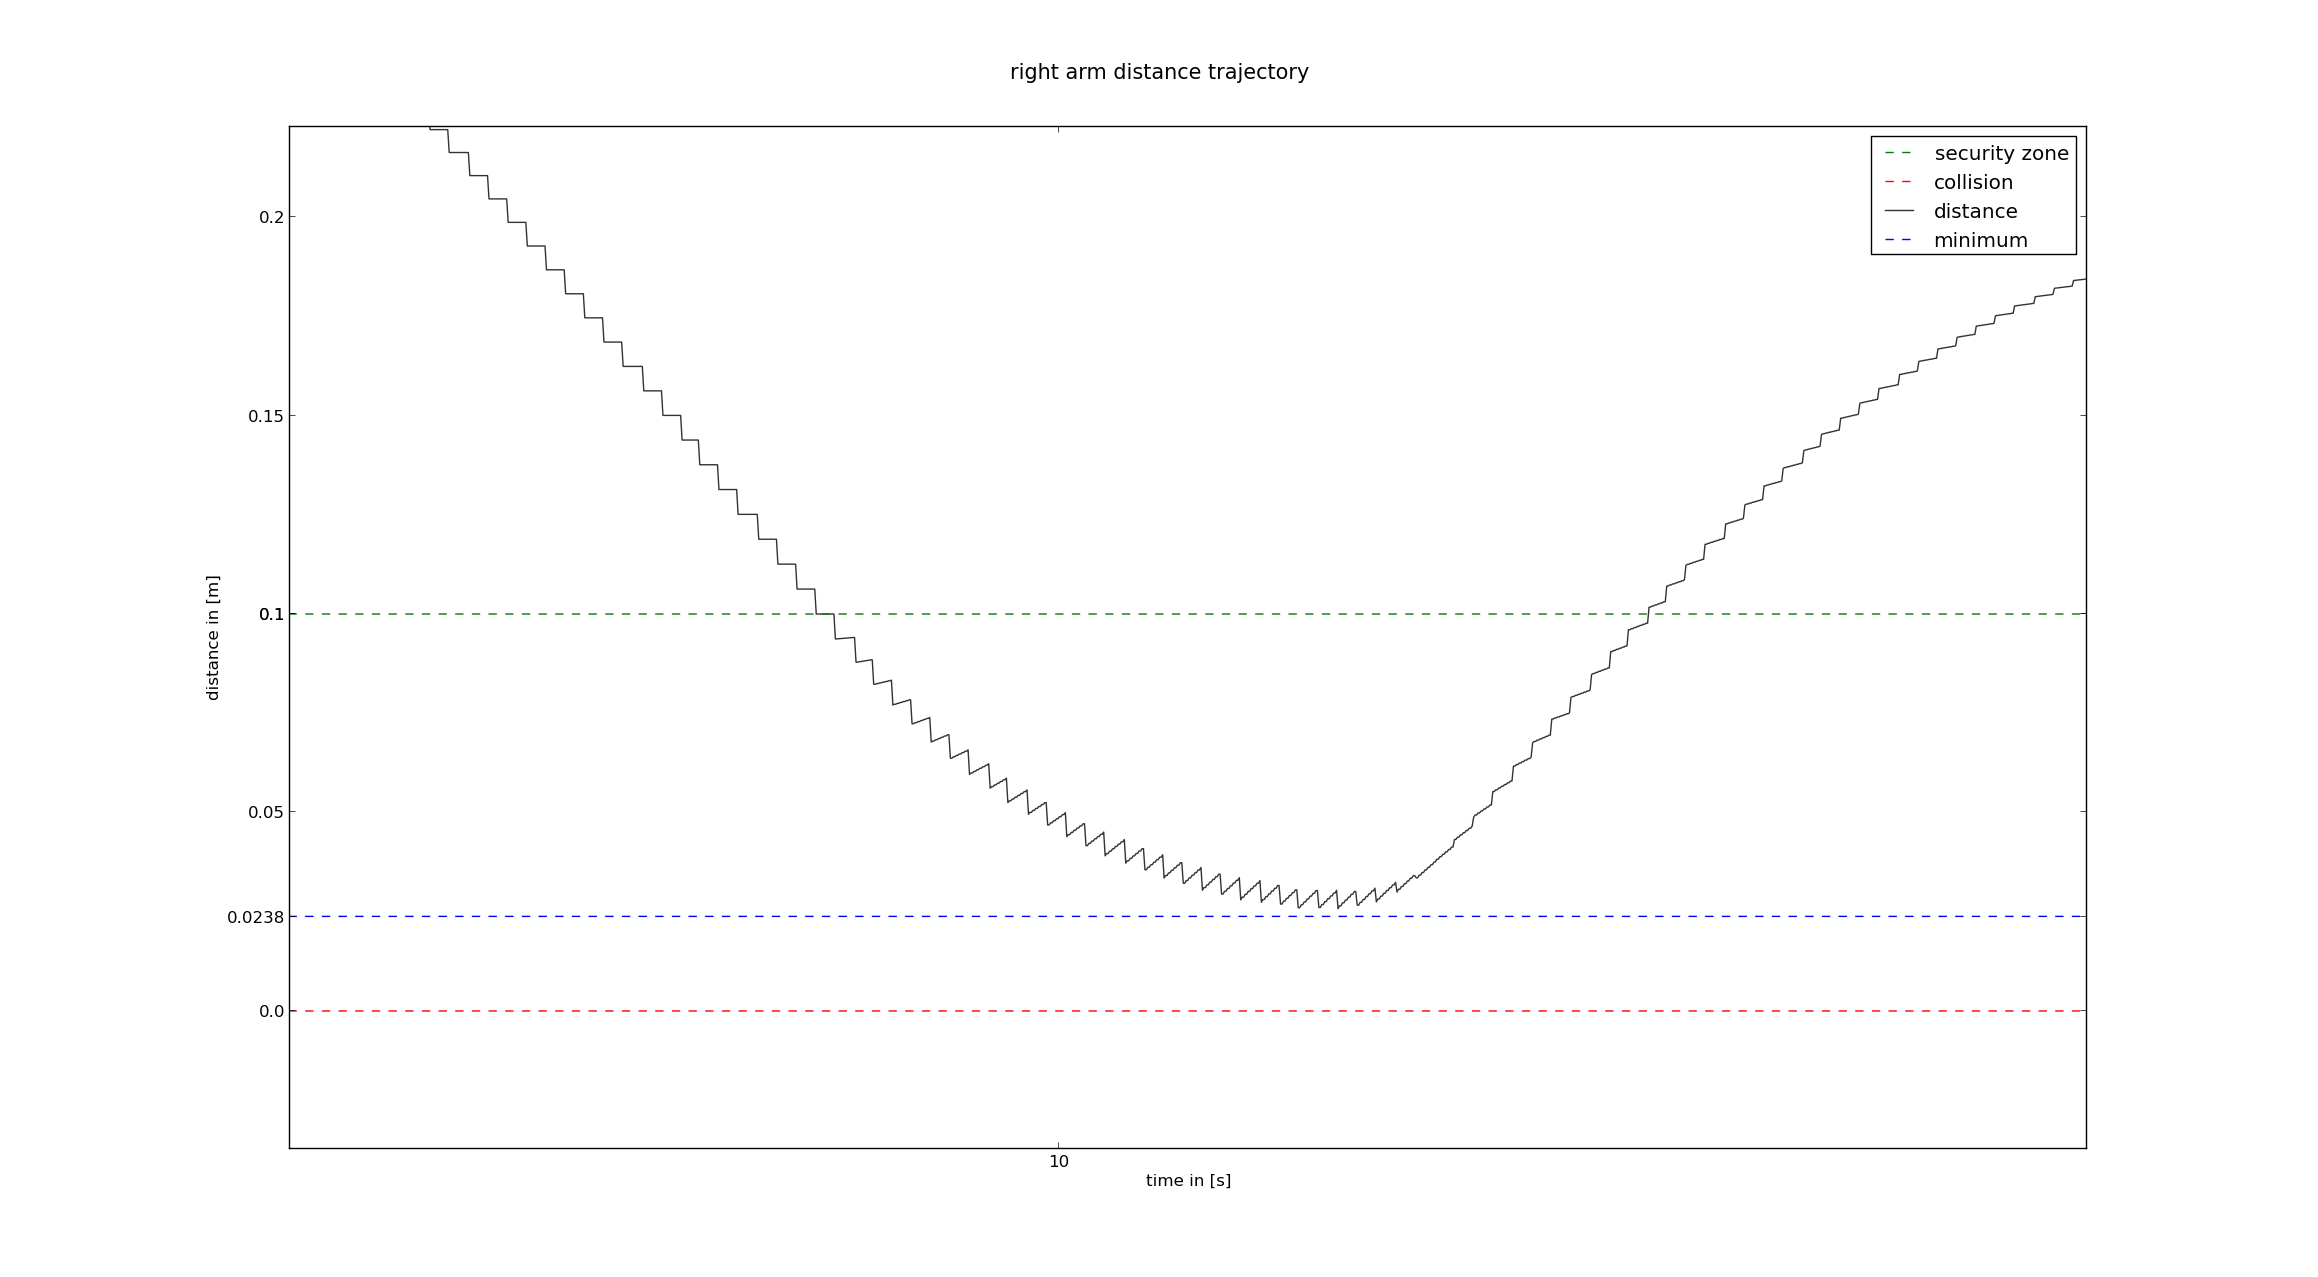 right arm distance trajectory
security zone
collision
distance
minimum
0.2
0.15
0.1
0.05
0.0238
0.0
distance in [m]
10
time in [s]